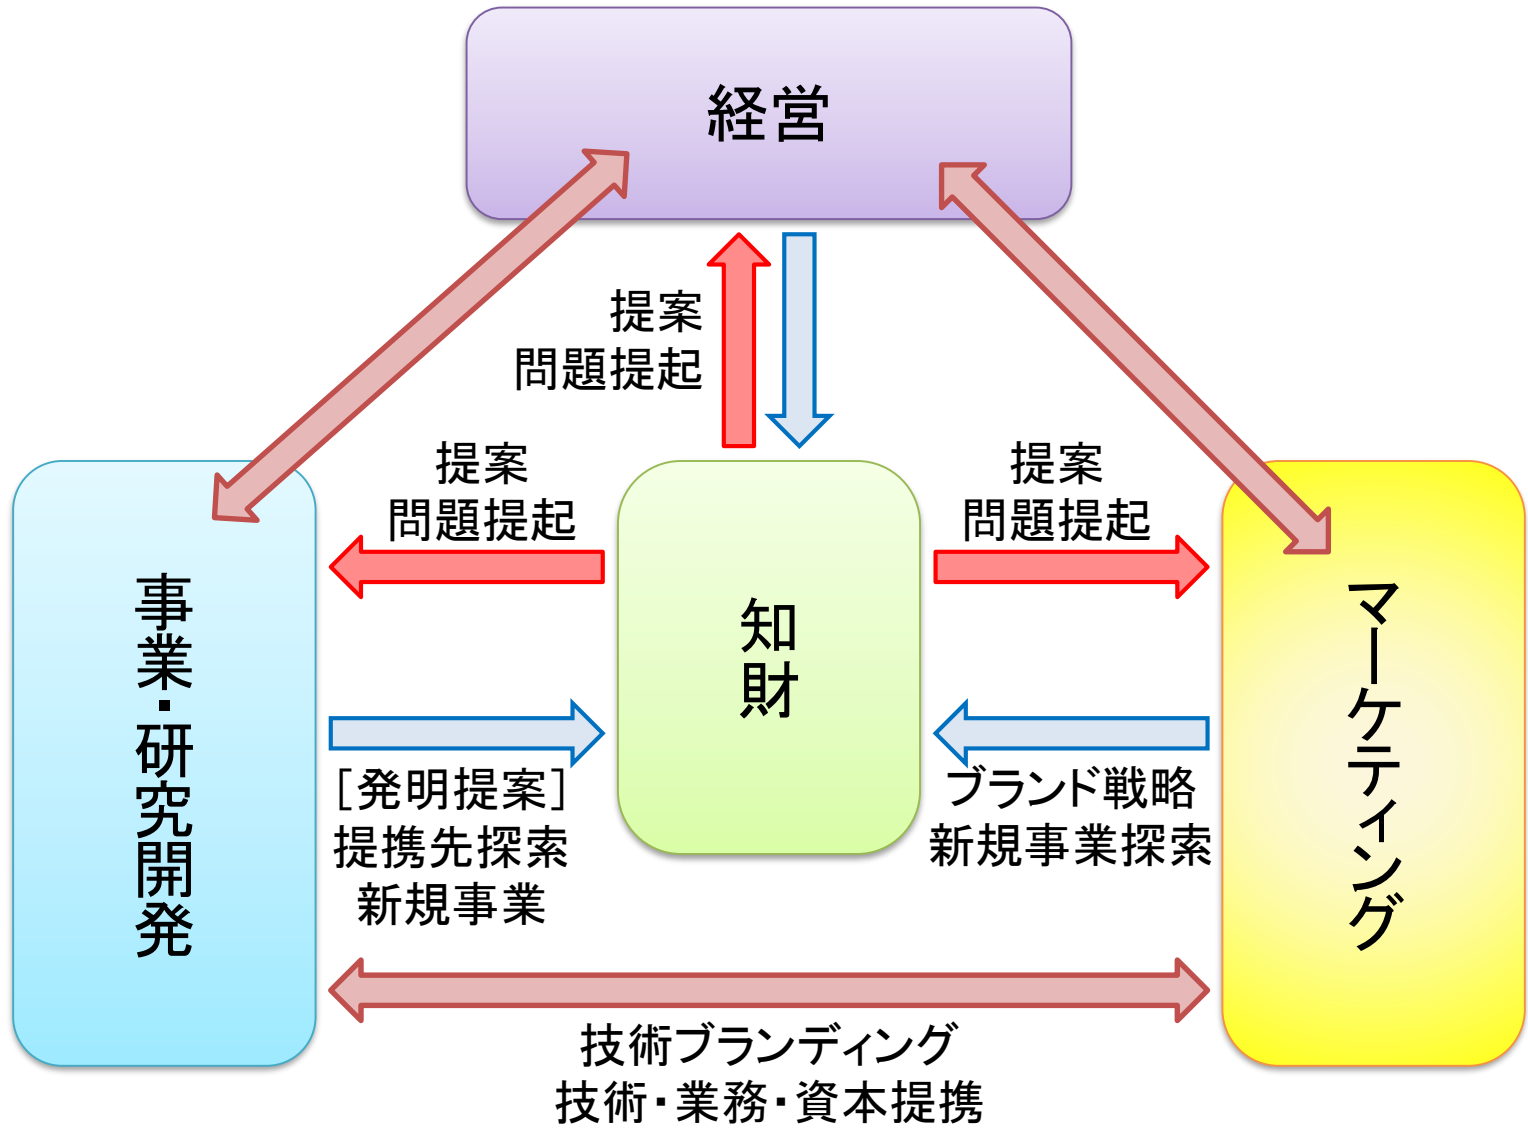 経営
提案
問題提起
提案
問題提起
提案
問題提起
事業・研究開発
知財
マーケティング
［発明提案］
提携先探索
新規事業
ブランド戦略
新規事業探索
技術ブランディング
技術・業務・資本提携